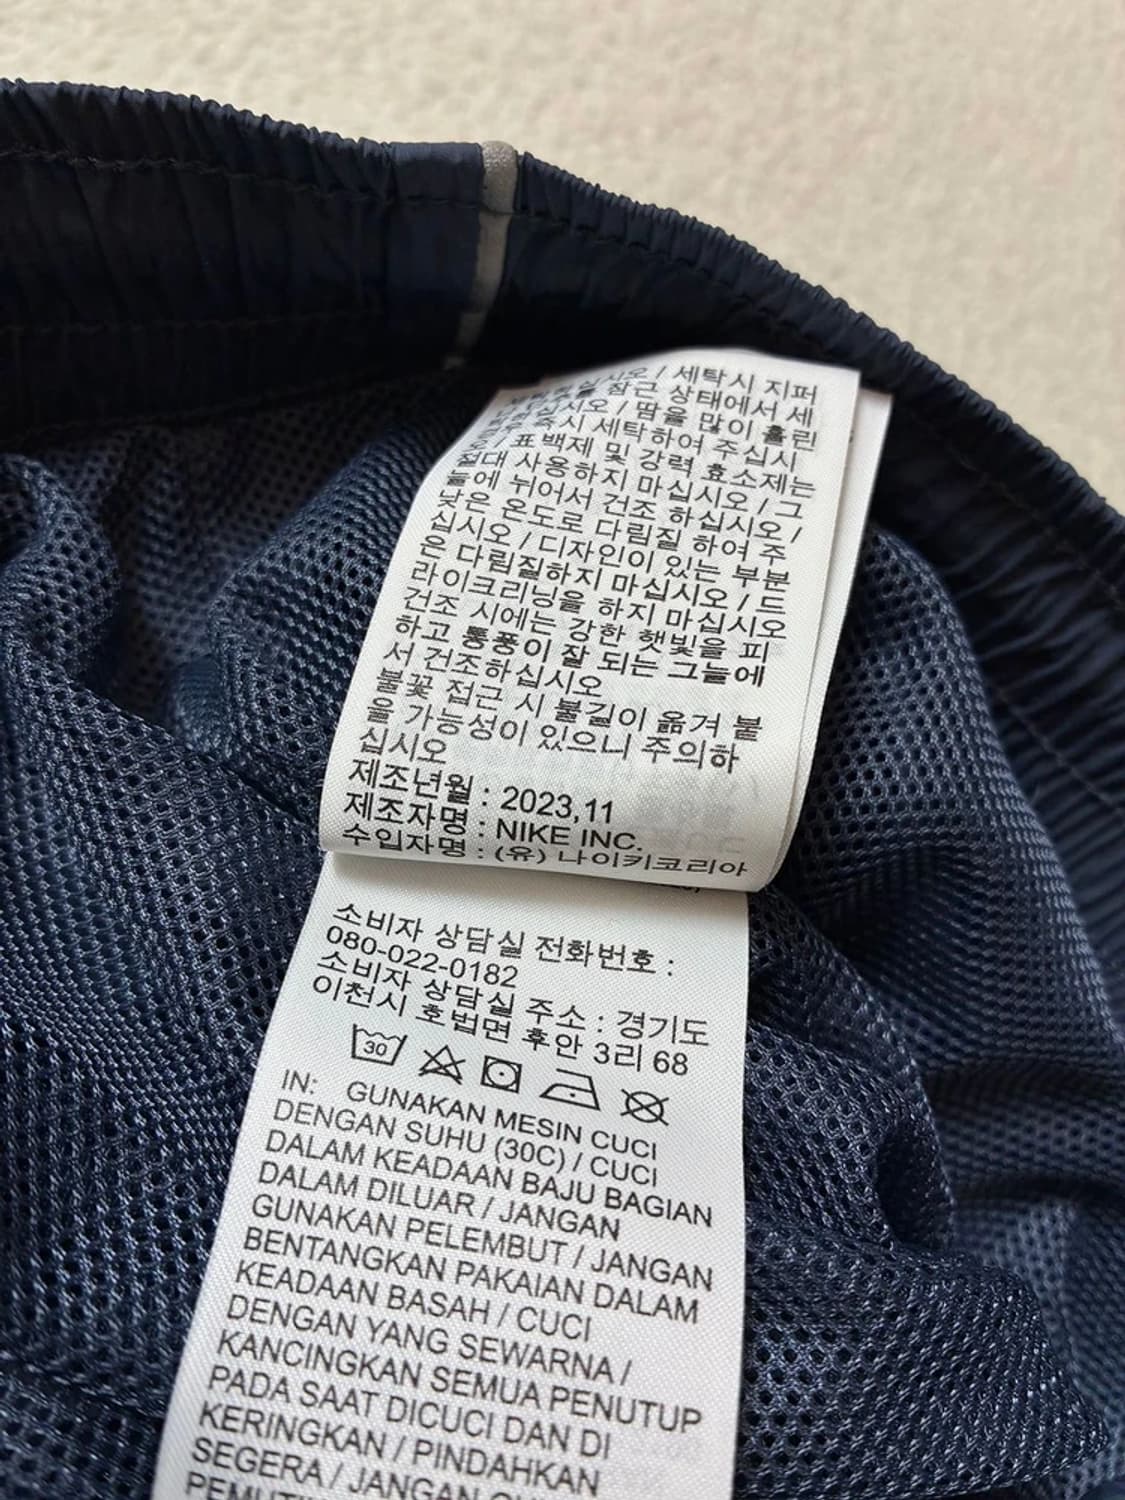 십시오 / 세탁시 지퍼
잠근 상태에서 세
십시오 / 땀을 많이 흘린
즉시 세탁하여 주십시
오 / 표백제 및 강력 효소제는
절대 사용하지 마십시오 / 그
늘에 뉘어서 건조 하십시오 /
낮은 온도로 다림질 하여 주
십시오 / 디자인이 있는 부분
은 다림질하지 마십시오 / 드
라이크리닝을 하지 마십시오
건조 시에는 강한 햇빛을 피
하고 통풍이 잘 되는 그늘에
서 건조하십시오
불꽃 접근 시 불길이 옮겨 붙
을 가능성이 있으니 주의하
십시오
제조년월 : 2023,11
제조자명 : NIKE INC.
수입자명 : (유) 나이키코리아
소비자 상담실 전화번호 :
080-022-0182
소비자 상담실 주소 : 경기도
이천시 호법면 후안 3리 68
30
IN: GUNAKAN MESIN CUCI
DENGAN SUHU (30C) / CUCI
DALAM KEADAAN BAJU BAGIAN
DALAM DILUAR / JANGAN
GUNAKAN PELEMBUT / JANGAN
BENTANGKAN PAKAIAN DALAM
KEADAAN BASAH / CUCI
DENGAN YANG SEWARNA /
KANCINGKAN SEMUA PENUTUP
PADA SAAT DICUCI DAN DI
KERINGKAN / PINDAHKAN
SEGERA / JANGAN